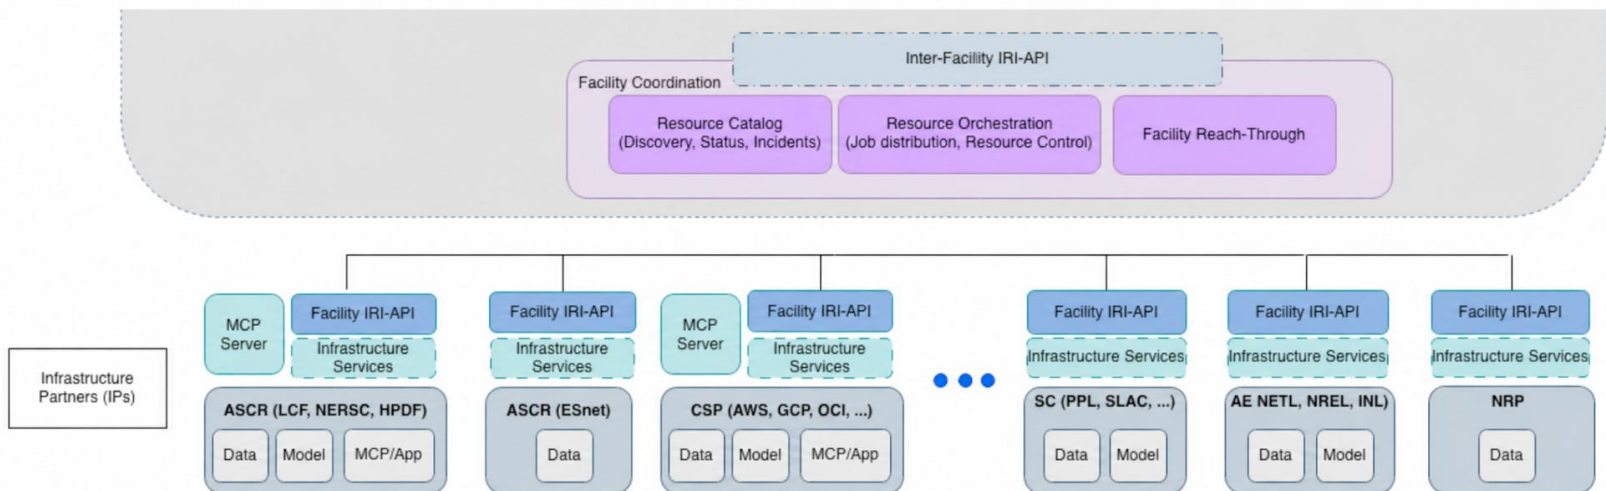 Inter-Facility IRI-API
Facility Coordination
Resource Catalog
(Discovery, Status, Incidents)
Resource Orchestration
(Job distribution, Resource Control)
Facility Reach-Through
MCP
Server
Facility IRI-API
Infrastructure
Services
Facility IRI-API
Infrastructure
Services
MCP
Server
Facility IRI-API
Infrastructure
Services
Facility IRI-API
Infrastructure Services
Facility IRI-API
Infrastructure Services
Facility IRI-API
Infrastructure Services
Infrastructure
Partners (IPs)
ASCR (LCF, NERSC, HPDF)
Data
Model
MCP/App
ASCR (ESnet)
Data
CSP (AWS, GCP, OCI, ...)
Data
Model
MCP/App
SC (PPL, SLAC, ...)
Data
Model
AE NETL, NREL, INL)
Data
Model
NRP
Data